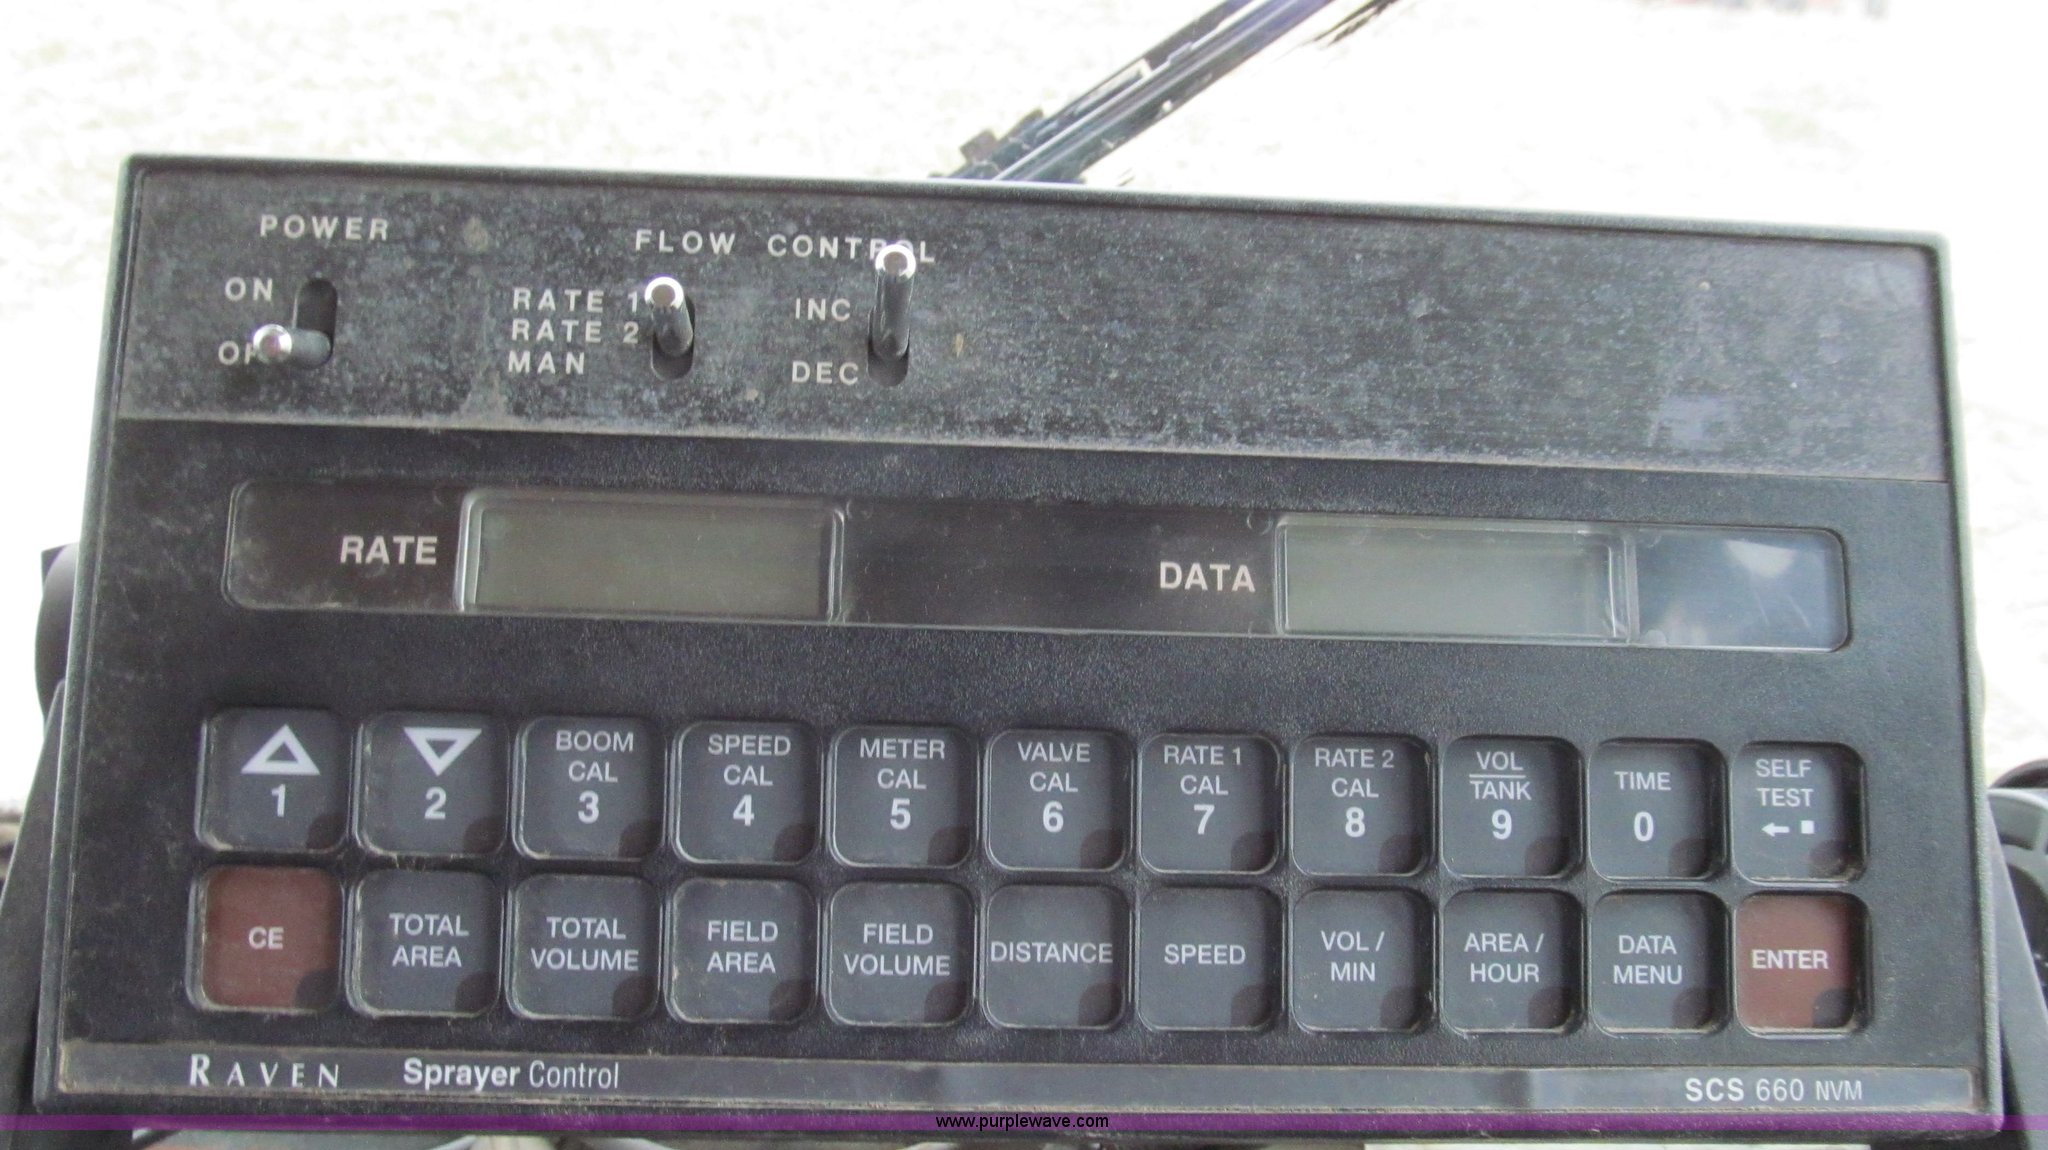 POWER
FLOW CONTROL
ON
RATE 1
INC
RATE 2
MAN
DEC
RATE
DATA
1
2
BOOM
CAL
3
SPEED
CAL
4
METER
CAL
5
VALVE
CAL
6
RATE 1
CAL
7
RATE 2
CAL
8
VOL
TANK
9
TIME
0
SELF
TEST
CE
TOTAL
AREA
TOTAL
VOLUME
FIELD
AREA
FIELD
VOLUME
DISTANCE
SPEED
VOL /
MIN
AREA /
HOUR
DATA
MENU
ENTER
RAVEN Sprayer Control
SCS 660 NVM
www.purplewave.com